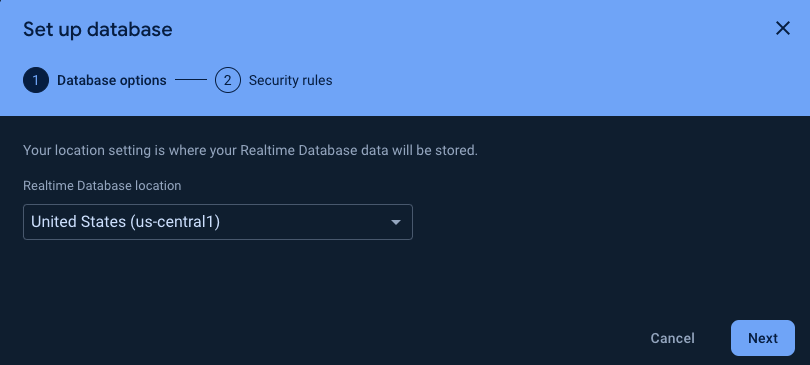 Set up database
1 Database options 2 Security rules
Your location setting is where your Realtime Database data will be stored.
Realtime Database location
United States (us-central1)
Cancel Next